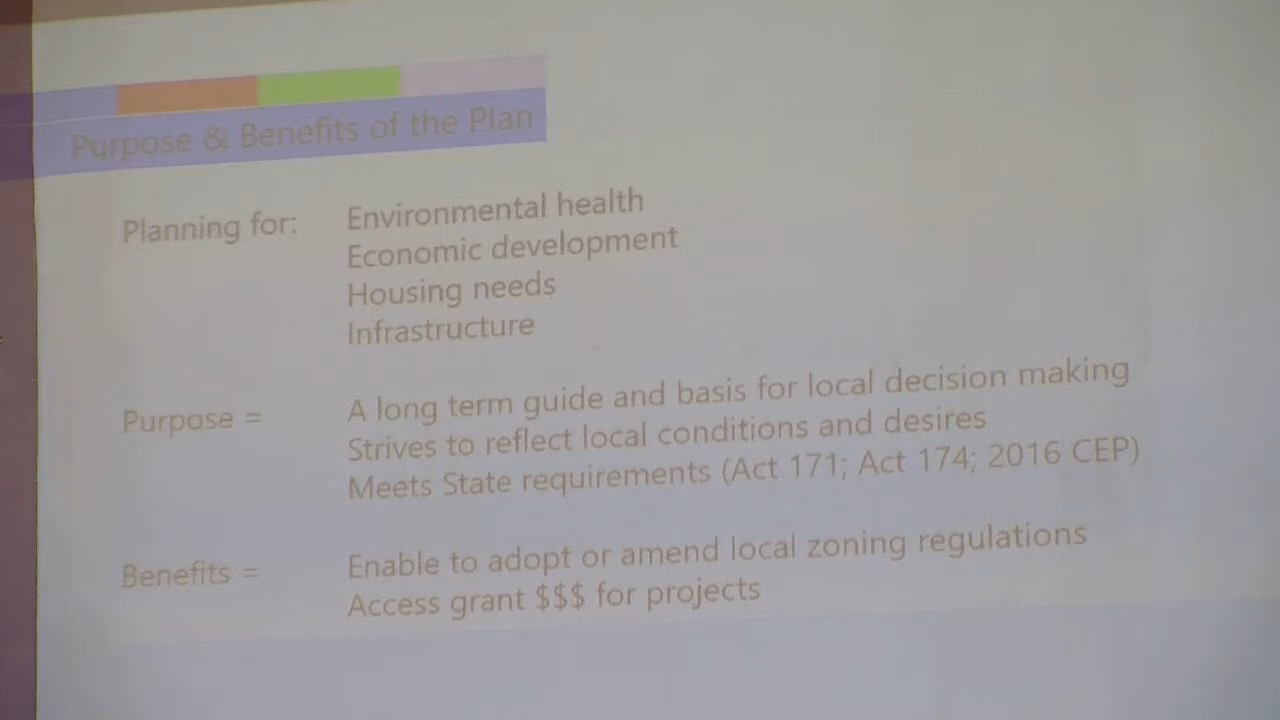 Purpose & Benefits of the Plan
Planning for: Environmental health
Economic development
Housing needs
Infrastructure
Purpose = A long term guide and basis for local decision making
Strives to reflect local conditions and desires
Meets State requirements (Act 171; Act 174; 2016 CEP)
Benefits = Enable to adopt or amend local zoning regulations
Access grant $$$ for projects